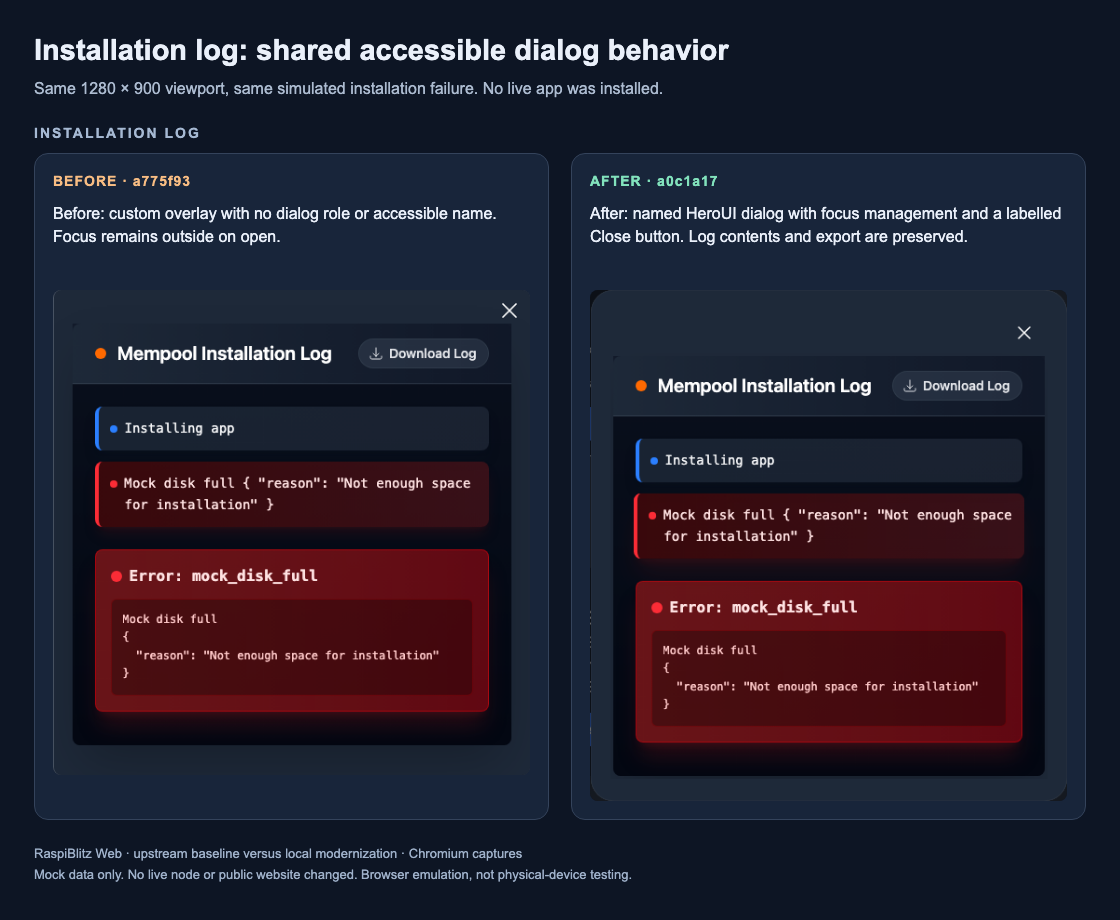 Installation log: shared accessible dialog behavior
Same 1280 × 900 viewport, same simulated installation failure. No live app was installed.
INSTALLATION LOG
BEFORE · a775f93
Before: custom overlay with no dialog role or accessible name.
Focus remains outside on open.
Mempool Installation Log
Download Log
Installing app
Mock disk full { "reason": "Not enough space
for installation" }
Error: mock_disk_full
Mock disk full
{
"reason": "Not enough space for installation"
}
AFTER · a0c1a17
After: named HeroUI dialog with focus management and a labelled
Close button. Log contents and export are preserved.
Mempool Installation Log
Download Log
Installing app
Mock disk full { "reason": "Not enough space
for installation" }
Error: mock_disk_full
Mock disk full
{
"reason": "Not enough space for installation"
}
RaspiBlitz Web · upstream baseline versus local modernization · Chromium captures
Mock data only. No live node or public website changed. Browser emulation, not physical-device testing.